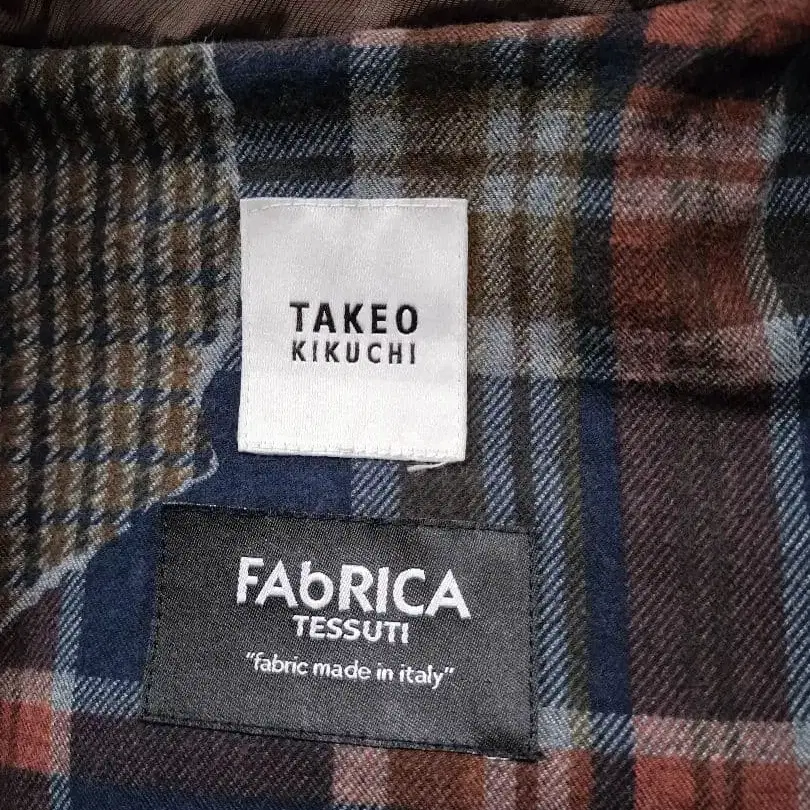 TAKEO
KIKUCHI
FAbRICA
TESSUTI
"fabric made in italy"